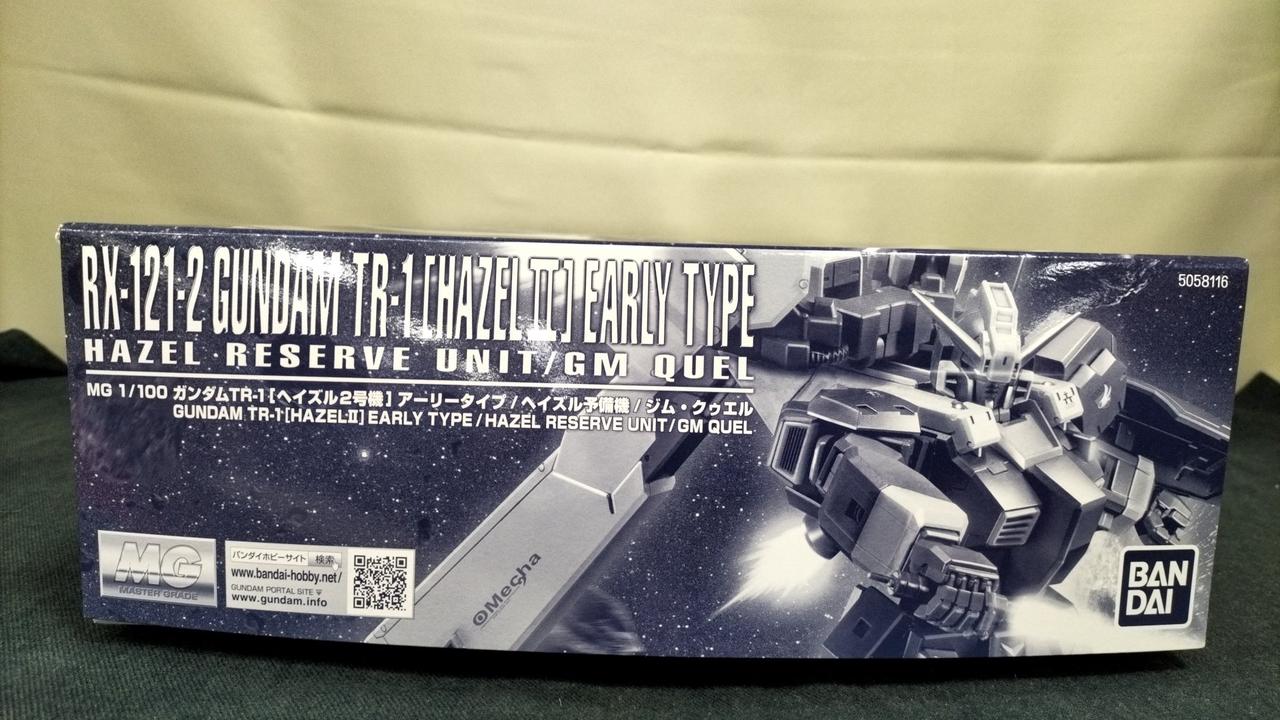 RX-121-2 GUNDAM TR-1 [HAZEL II] EARLY TYPE
HAZEL RESERVE UNIT/GM QUEL
MG 1/100 ガンダムTR-1 [ヘイズル2号機] アーリータイプ / ヘイズル予備機 / ジム・クゥエル
GUNDAM TR-1 [HAZEL II] EARLY TYPE / HAZEL RESERVE UNIT / GM QUEL
5058116
MG
MASTER GRADE
バンダイホビーサイト 検索
www.bandai-hobby.net/
GUNDAM PORTAL SITE
www.gundam.info
©Mecha
BAN
DAI